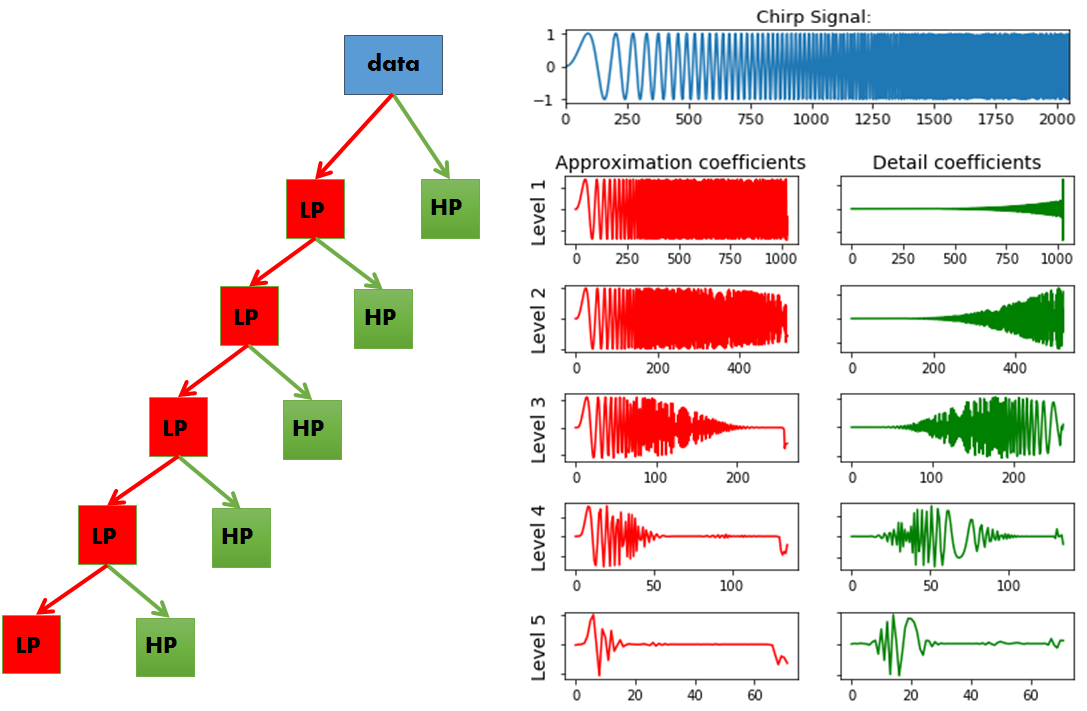 data
LP
HP
LP
HP
LP
HP
LP
HP
LP
HP
Chirp Signal:
1
0
−1
0 250 500 750 1000 1250 1500 1750 2000
Approximation coefficients
Detail coefficients
Level 1
0 250 500 750 1000
0 250 500 750 1000
Level 2
0 200 400
0 200 400
Level 3
0 100 200
0 100 200
Level 4
0 50 100
0 50 100
Level 5
0 20 40 60
0 20 40 60